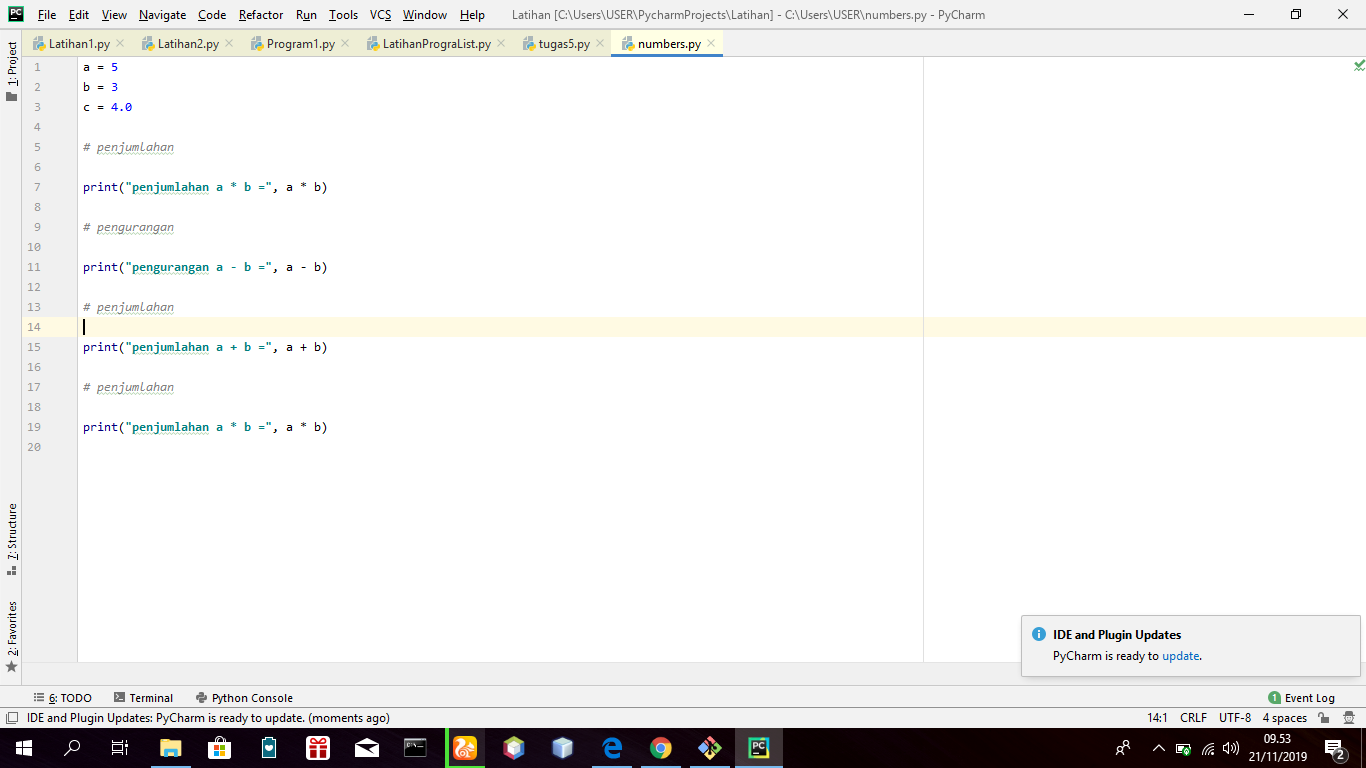 PC File Edit View Navigate Code Refactor Run Tools VCS Window Help Latihan [C:\Users\USER\PycharmProjects\Latihan] - C:\Users\USER\numbers.py - PyCharm
Latihan1.py Latihan2.py Program1.py LatihanPrograList.py tugas5.py numbers.py
1: Project
1 a = 5
2 b = 3
3 c = 4.0
4
5 # penjumlahan
6
7 print("penjumlahan a * b =", a * b)
8
9 # pengurangan
10
11 print("pengurangan a - b =", a - b)
12
13 # penjumlahan
14
15 print("penjumlahan a + b =", a + b)
16
17 # penjumlahan
18
19 print("penjumlahan a * b =", a * b)
20
7: Structure
2: Favorites
IDE and Plugin Updates
PyCharm is ready to update.
6: TODO Terminal Python Console 1 Event Log
IDE and Plugin Updates: PyCharm is ready to update. (moments ago) 14:1 CRLF UTF-8 4 spaces
PC 09.53
21/11/2019 2